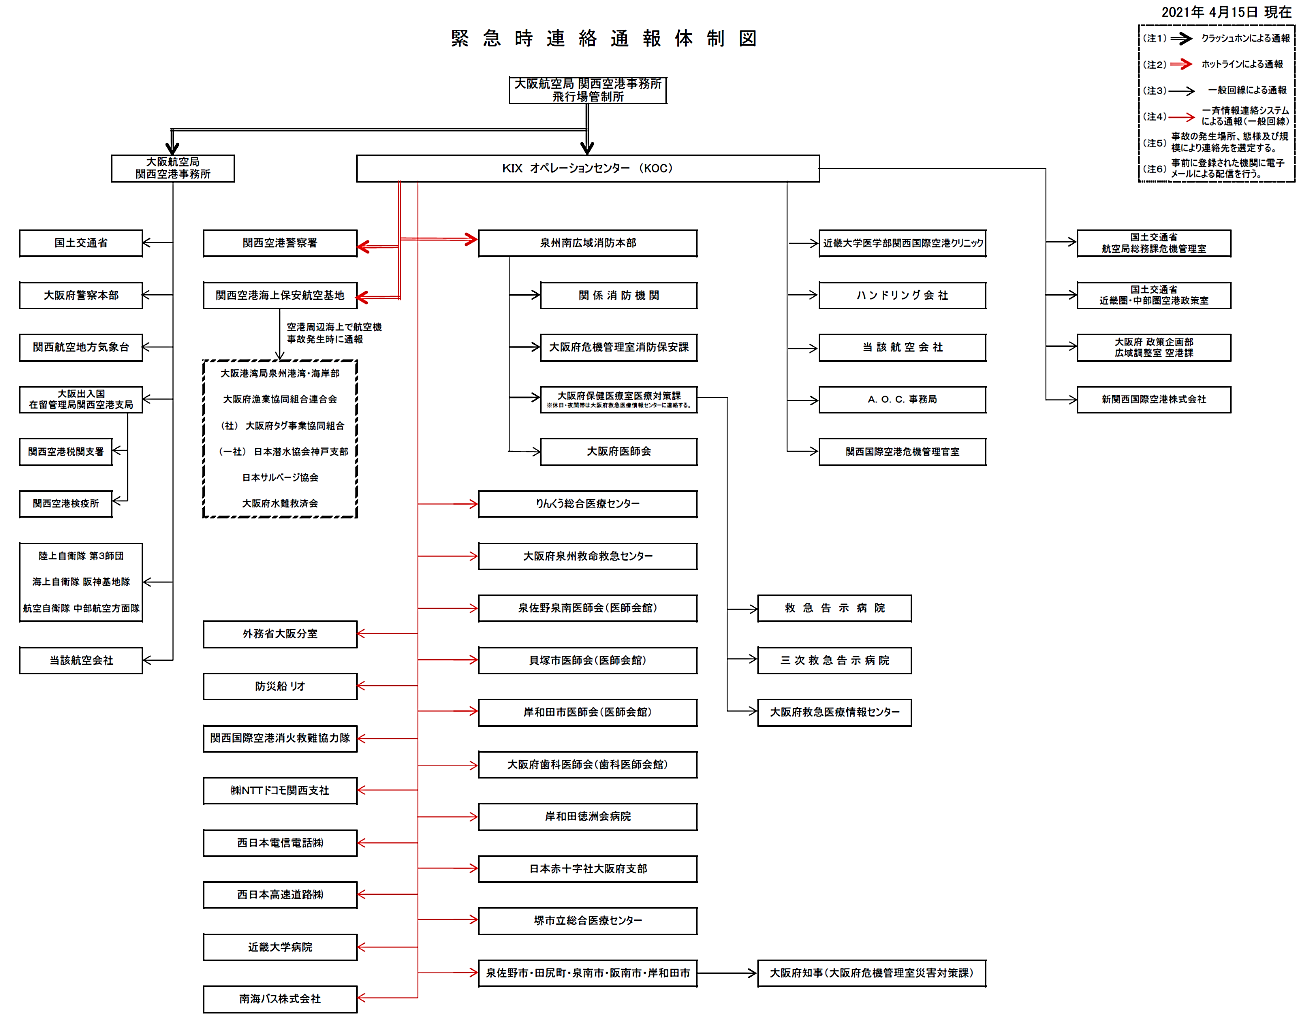 2021年 4月15日 現在
緊急時連絡通報体制図
(注1) クラッシュホンによる通報
(注2) ホットラインによる通報
(注3) 一般回線による通報
(注4) 一斉情報連絡システム
による通報(一般回線)
(注5) 事故の発生場所、態様及び規
模により連絡先を選定する。
(注6) 事前に登録された機関に電子
メールによる配信を行う。
大阪航空局 関西空港事務所
飛行場管制所
大阪航空局
関西空港事務所
KIX オペレーションセンター (KOC)
国土交通省
大阪府警察本部
関西航空地方気象台
大阪出入国
在留管理局関西空港支局
関西空港税関支署
関西空港検疫所
陸上自衛隊 第3師団
海上自衛隊 阪神基地隊
航空自衛隊 中部航空方面隊
当該航空会社
関西空港警察署
関西空港海上保安航空基地
空港周辺海上で航空機
事故発生時に通報
大阪港湾局泉州港湾・海岸部
大阪府漁業協同組合連合会
(社) 大阪府タグ事業協同組合
(一社) 日本潜水協会神戸支部
日本サルベージ協会
大阪府水難救済会
外務省大阪分室
防災船 リオ
関西国際空港消火救難協力隊
㈱NTTドコモ関西支社
西日本電信電話㈱
西日本高速道路㈱
近畿大学病院
南海バス株式会社
泉州南広域消防本部
関係消防機関
大阪府危機管理室消防保安課
大阪府保健医療室医療対策課
※休日・夜間帯は大阪府救急医療情報センターに連絡する。
大阪府医師会
りんくう総合医療センター
大阪府泉州救命救急センター
泉佐野泉南医師会(医師会館)
貝塚市医師会(医師会館)
岸和田市医師会(医師会館)
大阪府歯科医師会(歯科医師会館)
岸和田徳洲会病院
日本赤十字社大阪府支部
堺市立総合医療センター
泉佐野市・田尻町・泉南市・阪南市・岸和田市
救急告示病院
三次救急告示病院
大阪府救急医療情報センター
大阪府知事(大阪府危機管理室災害対策課)
近畿大学医学部関西国際空港クリニック
ハンドリング会社
当該航空会社
A.O.C.事務局
関西国際空港危機管理官室
国土交通省
航空局総務課危機管理室
国土交通省
近畿圏・中部圏空港政策室
大阪府 政策企画部
広域調整室 空港課
新関西国際空港株式会社